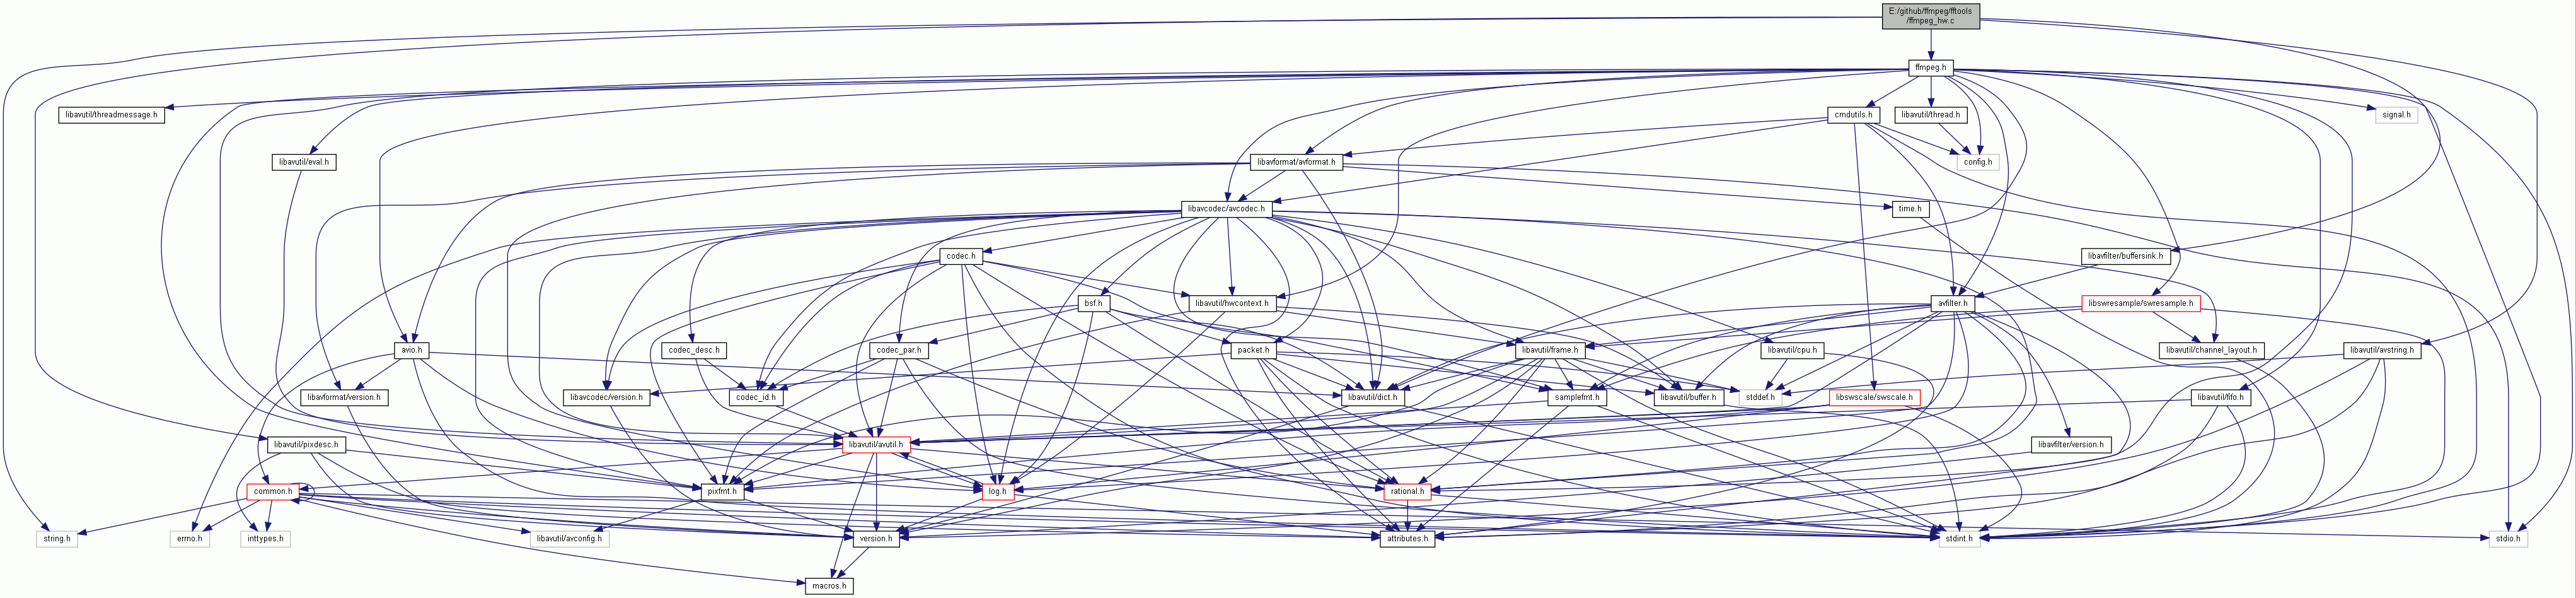 E:/github/ffmpeg/fftools
/ffmpeg_hw.c
ffmpeg.h
libavutil/threadmessage.h
cmdutils.h
libavutil/thread.h
signal.h
libavutil/eval.h
libavformat/avformat.h
config.h
libavcodec/avcodec.h
time.h
codec.h
libavfilter/buffersink.h
bsf.h
libavutil/hwcontext.h
avfilter.h
libswresample/swresample.h
avio.h
codec_desc.h
codec_par.h
packet.h
libavutil/frame.h
libavutil/cpu.h
libavutil/channel_layout.h
libavutil/avstring.h
libavformat/version.h
libavcodec/version.h
codec_id.h
libavutil/dict.h
samplefmt.h
libavutil/buffer.h
stddef.h
libswscale/swscale.h
libavutil/fifo.h
libavutil/pixdesc.h
libavutil/avutil.h
libavfilter/version.h
common.h
pixfmt.h
log.h
rational.h
string.h
errno.h
inttypes.h
libavutil/avconfig.h
version.h
attributes.h
stdint.h
stdio.h
macros.h